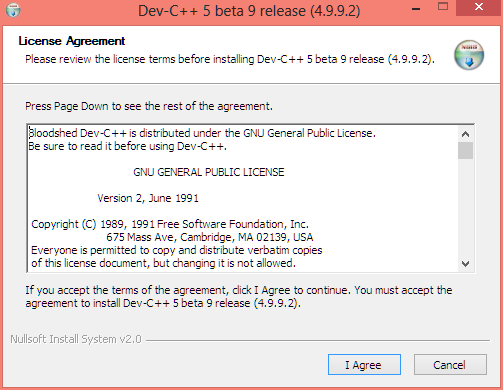 Dev-C++ 5 beta 9 release (4.9.9.2)
License Agreement
Please review the license terms before installing Dev-C++ 5 beta 9 release (4.9.9.2).
Press Page Down to see the rest of the agreement.
Bloodshed Dev-C++ is distributed under the GNU General Public License.
Be sure to read it before using Dev-C++.
GNU GENERAL PUBLIC LICENSE
Version 2, June 1991
Copyright (C) 1989, 1991 Free Software Foundation, Inc.
675 Mass Ave, Cambridge, MA 02139, USA
Everyone is permitted to copy and distribute verbatim copies
of this license document, but changing it is not allowed.
If you accept the terms of the agreement, click I Agree to continue. You must accept the
agreement to install Dev-C++ 5 beta 9 release (4.9.9.2).
Nullsoft Install System v2.0
I Agree
Cancel